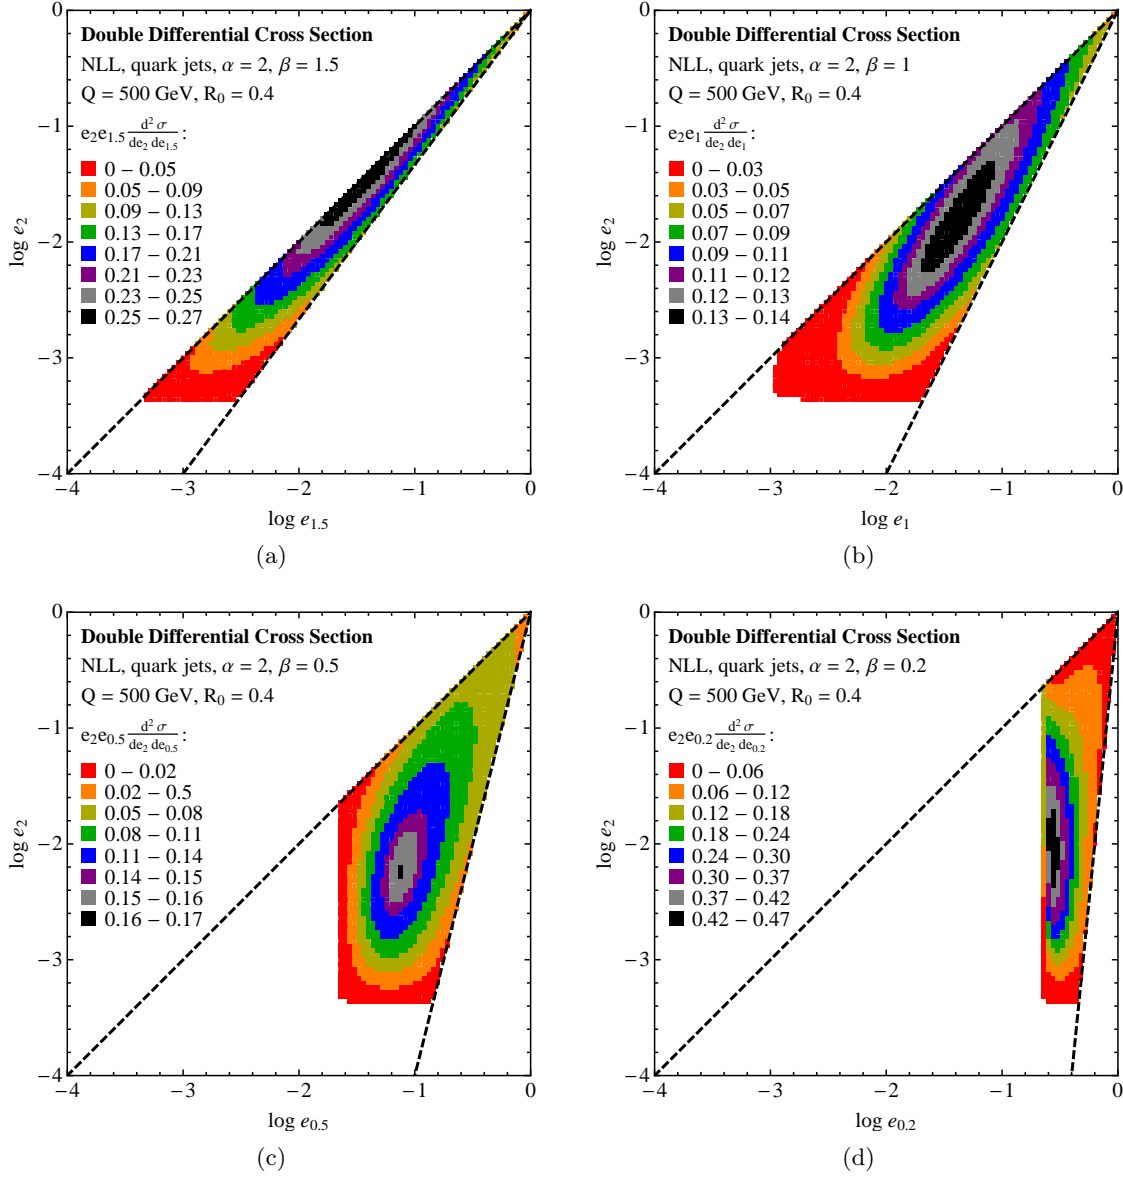 Double Differential Cross Section
NLL, quark jets, α = 2, β = 1.5
Q = 500 GeV, R₀ = 0.4
e₂e₁.₅ d²σ/de₂ de₁.₅ :
0 – 0.05
0.05 – 0.09
0.09 – 0.13
0.13 – 0.17
0.17 – 0.21
0.21 – 0.23
0.23 – 0.25
0.25 – 0.27
0
−1
−2
−3
−4
log e₂
−4 −3 −2 −1 0
log e₁.₅
(a)
Double Differential Cross Section
NLL, quark jets, α = 2, β = 1
Q = 500 GeV, R₀ = 0.4
e₂e₁ d²σ/de₂ de₁ :
0 – 0.03
0.03 – 0.05
0.05 – 0.07
0.07 – 0.09
0.09 – 0.11
0.11 – 0.12
0.12 – 0.13
0.13 – 0.14
0
−1
−2
−3
−4
log e₂
−4 −3 −2 −1 0
log e₁
(b)
Double Differential Cross Section
NLL, quark jets, α = 2, β = 0.5
Q = 500 GeV, R₀ = 0.4
e₂e₀.₅ d²σ/de₂ de₀.₅ :
0 – 0.02
0.02 – 0.5
0.05 – 0.08
0.08 – 0.11
0.11 – 0.14
0.14 – 0.15
0.15 – 0.16
0.16 – 0.17
0
−1
−2
−3
−4
log e₂
−4 −3 −2 −1 0
log e₀.₅
(c)
Double Differential Cross Section
NLL, quark jets, α = 2, β = 0.2
Q = 500 GeV, R₀ = 0.4
e₂e₀.₂ d²σ/de₂ de₀.₂ :
0 – 0.06
0.06 – 0.12
0.12 – 0.18
0.18 – 0.24
0.24 – 0.30
0.30 – 0.37
0.37 – 0.42
0.42 – 0.47
0
−1
−2
−3
−4
log e₂
−4 −3 −2 −1 0
log e₀.₂
(d)